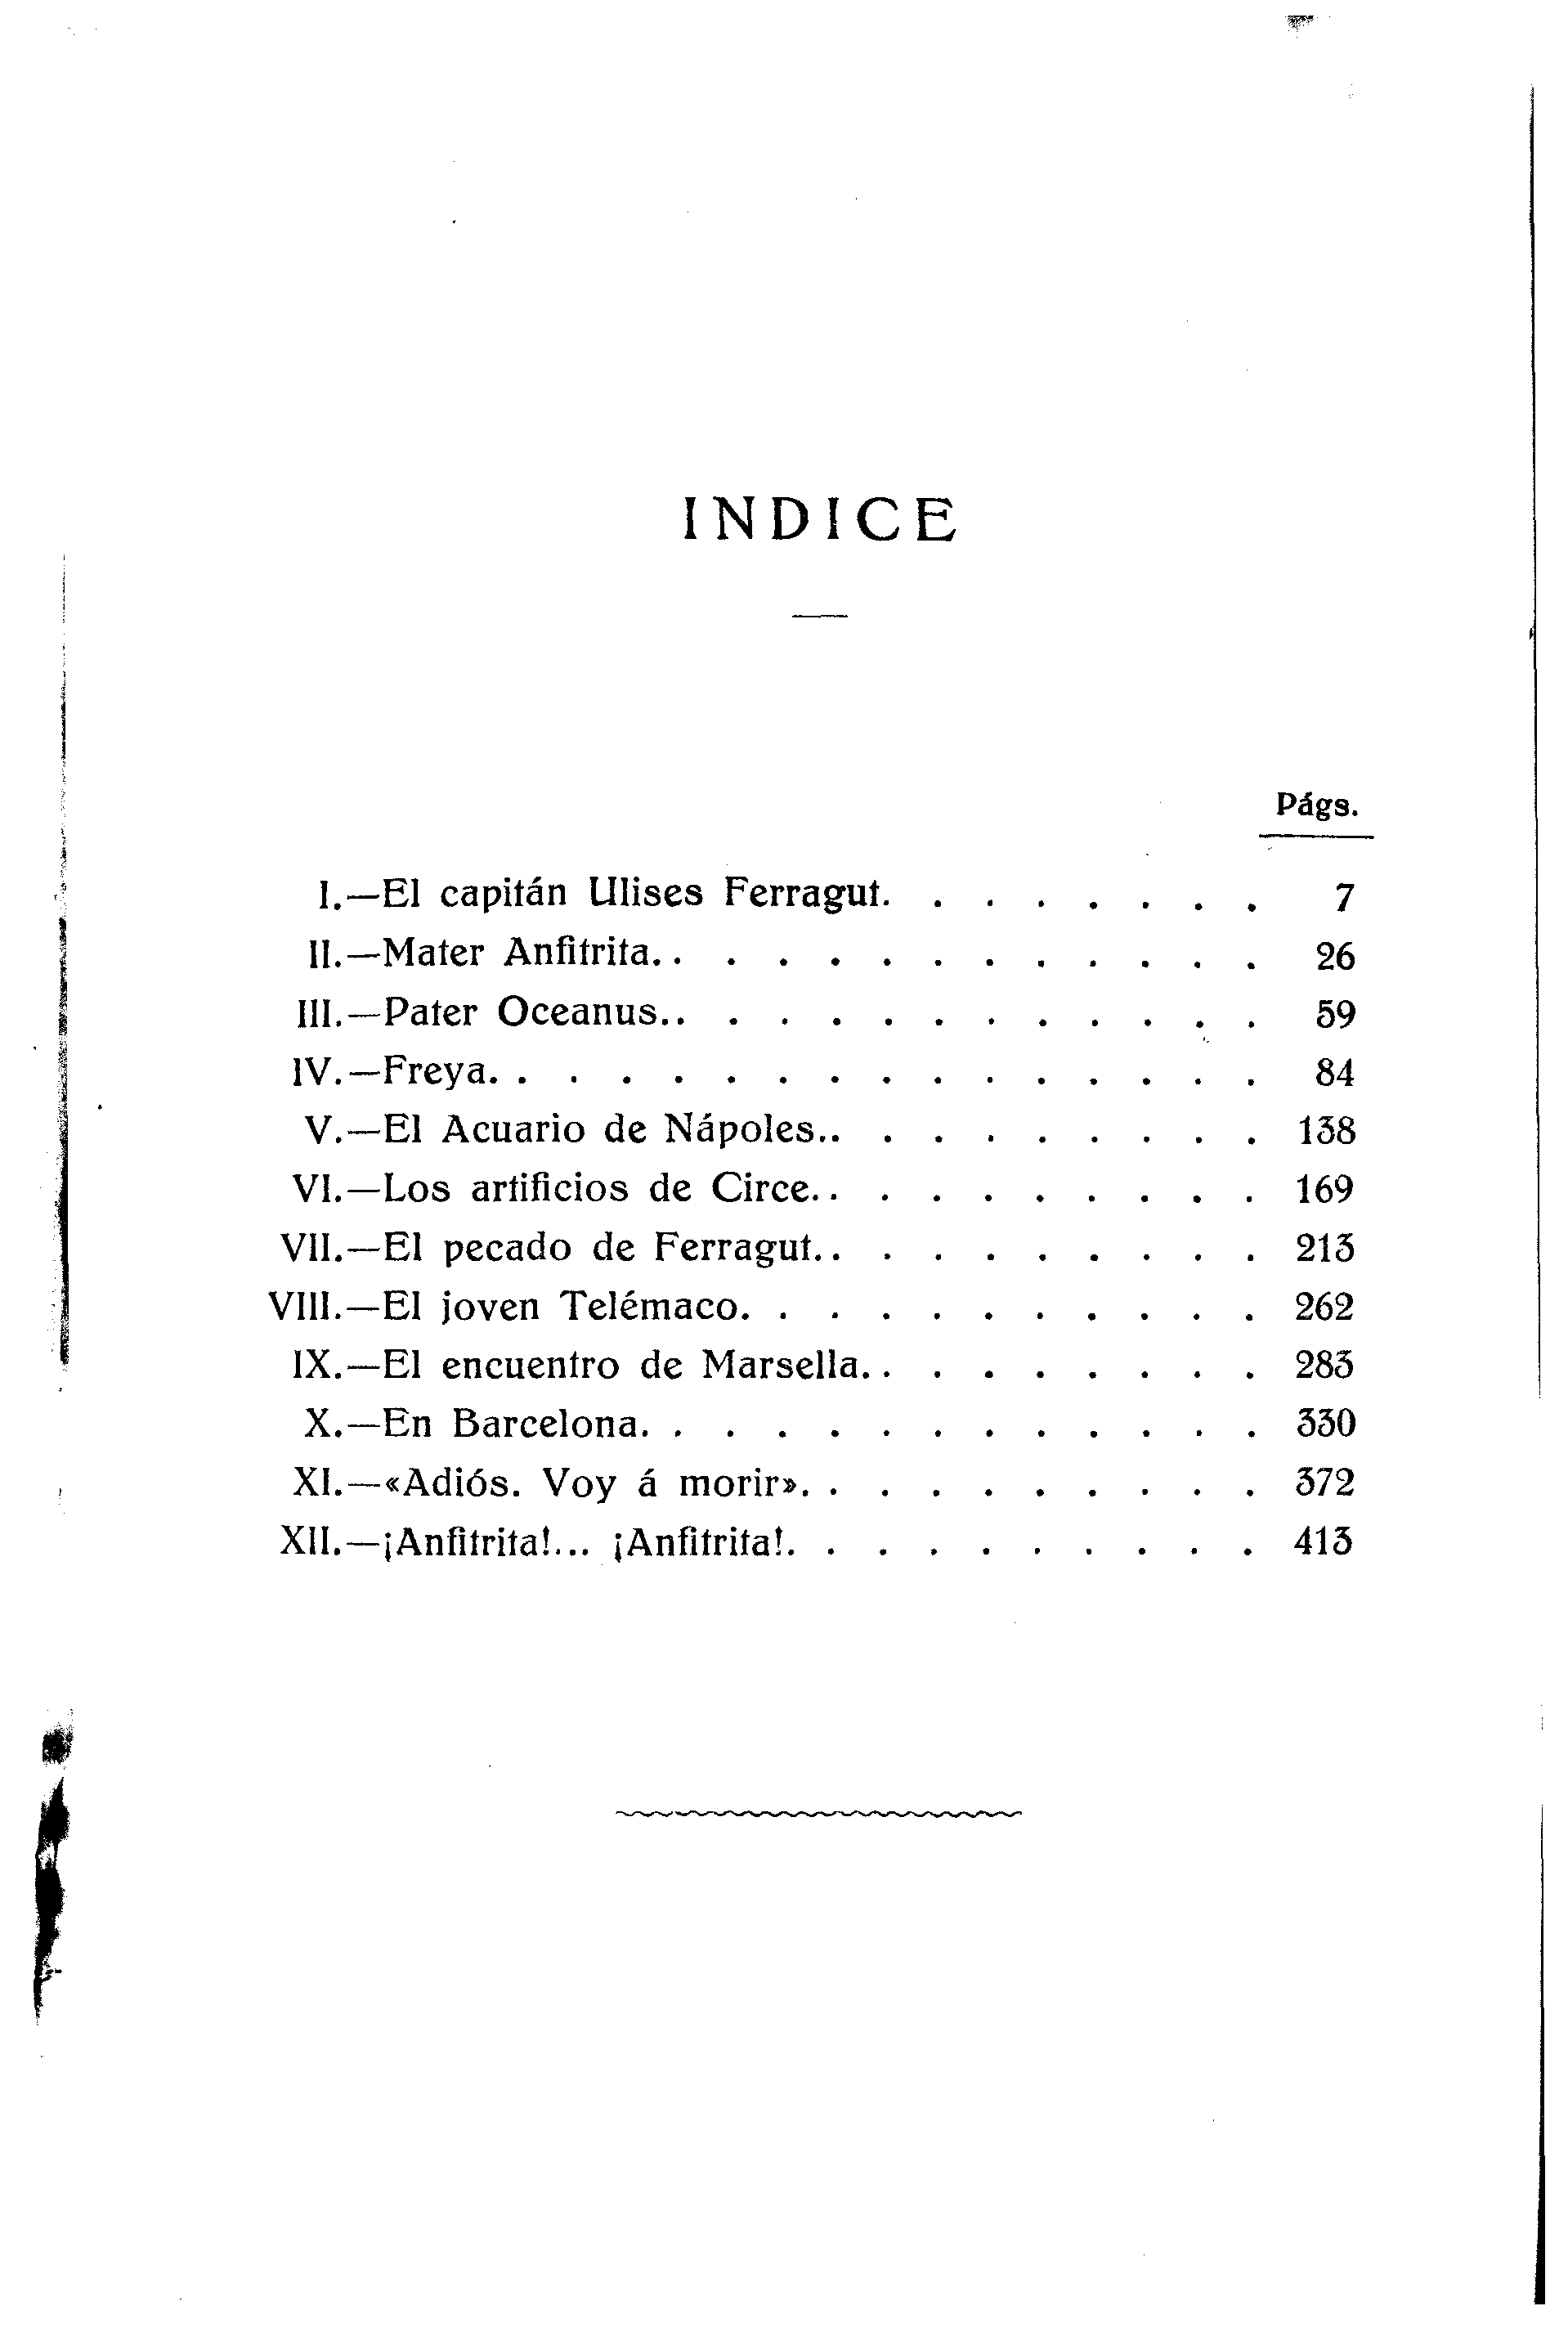 INDICE
Págs.
I.—El capitán Ulises Ferragut. . . . . . . . 7
II.—Mater Anfitrita. . . . . . . . . . . . . 26
III.—Pater Oceanus. . . . . . . . . . . . . 59
IV.—Freya. . . . . . . . . . . . . . . . . 84
V.—El Acuario de Nápoles. . . . . . . . . . 138
VI.—Los artificios de Circe. . . . . . . . . . 169
VII.—El pecado de Ferragut. . . . . . . . . . 213
VIII.—El joven Telémaco. . . . . . . . . . . 262
IX.—El encuentro de Marsella. . . . . . . . . 283
X.—En Barcelona. . . . . . . . . . . . . 330
XI.—«Adiós. Voy á morir». . . . . . . . . . 372
XII.—¡Anfitrita!... ¡Anfitrita!. . . . . . . . . . 413